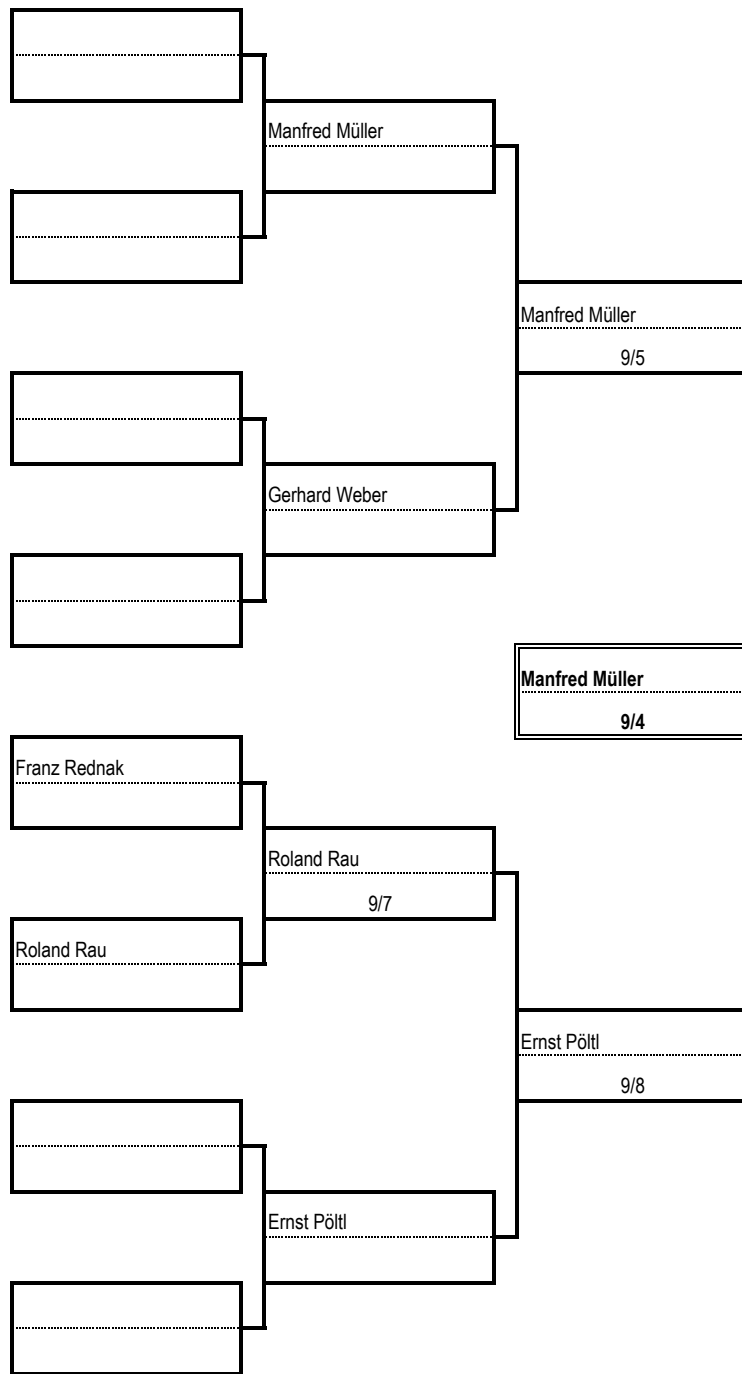 Manfred Müller
Manfred Müller
9/5
Gerhard Weber
Manfred Müller
9/4
Franz Rednak
Roland Rau
9/7
Roland Rau
Ernst Pöltl
9/8
Ernst Pöltl